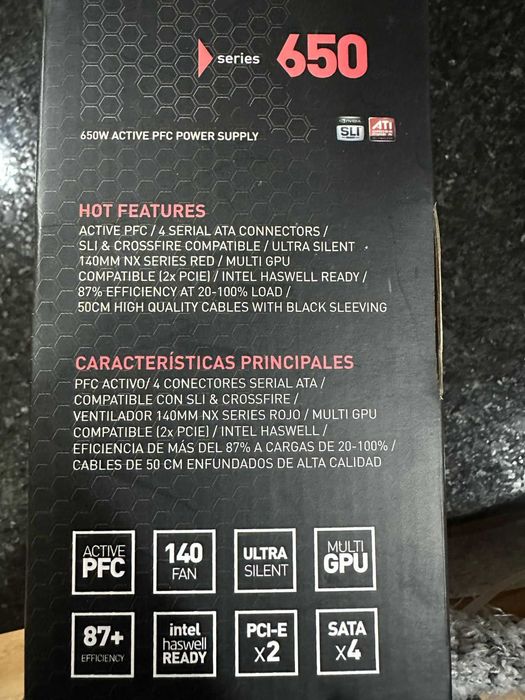 series 650
650W ACTIVE PFC POWER SUPPLY
NVIDIA
SLI
ATI
HOT FEATURES
ACTIVE PFC / 4 SERIAL ATA CONNECTORS /
SLI & CROSSFIRE COMPATIBLE / ULTRA SILENT
140MM NX SERIES RED / MULTI GPU
COMPATIBLE (2x PCIE) / INTEL HASWELL READY /
87% EFFICIENCY AT 20-100% LOAD /
50CM HIGH QUALITY CABLES WITH BLACK SLEEVING
CARACTERÍSTICAS PRINCIPALES
PFC ACTIVO/ 4 CONECTORES SERIAL ATA /
COMPATIBLE CON SLI & CROSSFIRE /
VENTILADOR 140MM NX SERIES ROJO / MULTI GPU
COMPATIBLE (2x PCIE) / INTEL HASWELL /
EFICIENCIA DE MÁS DEL 87% A CARGAS DE 20-100% /
CABLES DE 50 CM ENFUNDADOS DE ALTA CALIDAD
ACTIVE
PFC
140
FAN
ULTRA
SILENT
MULTI
GPU
87+
EFFICIENCY
intel
haswell
READY
PCI-E
x2
SATA
x4